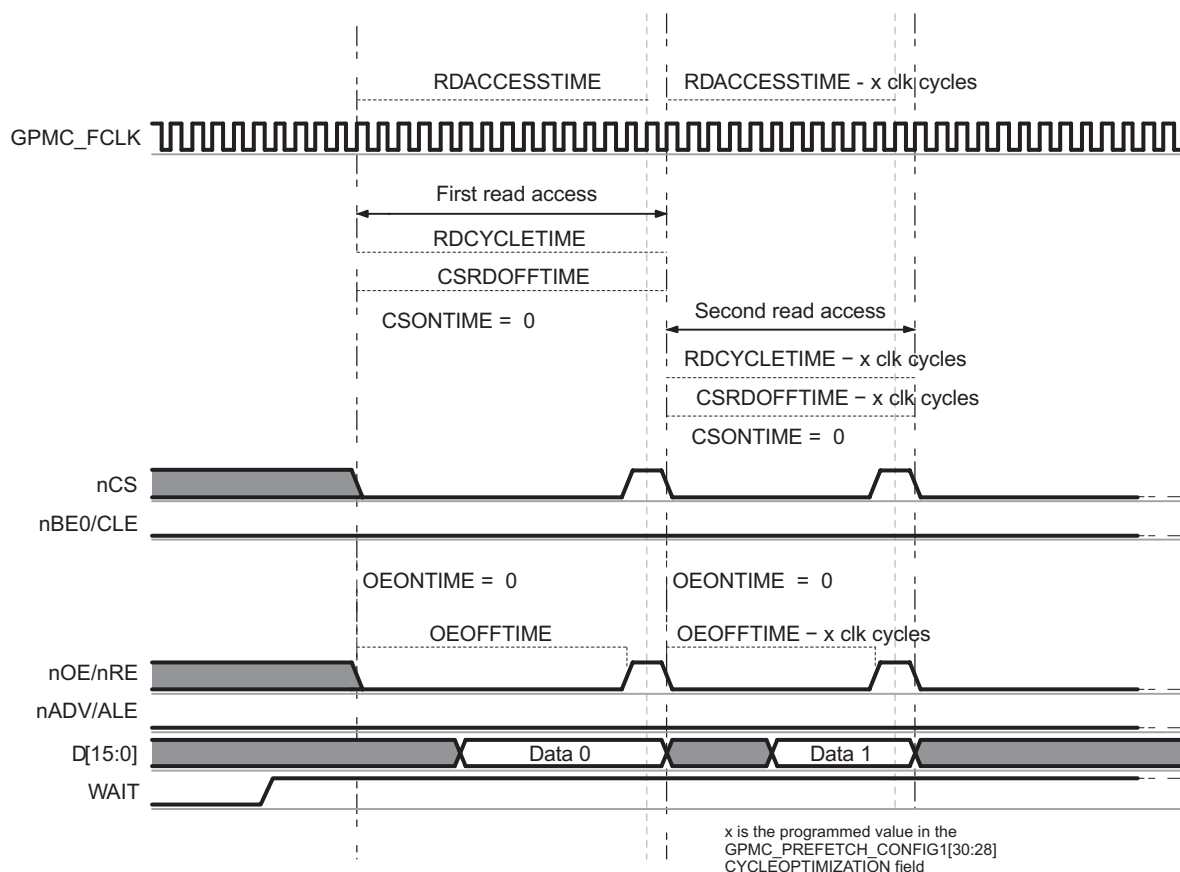 RDACCESSTIME
RDACCESSTIME - x clk cycles
GPMC_FCLK
First read access
RDCYCLETIME
CSRDOFFTIME
CSONTIME = 0
Second read access
RDCYCLETIME − x clk cycles
CSRDOFFTIME − x clk cycles
CSONTIME = 0
nCS
nBE0/CLE
OEONTIME = 0
OEONTIME = 0
OEOFFTIME
OEOFFTIME − x clk cycles
nOE/nRE
nADV/ALE
D[15:0]
Data 0
Data 1
WAIT
x is the programmed value in the
GPMC_PREFETCH_CONFIG1[30:28]
CYCLEOPTIMIZATION field